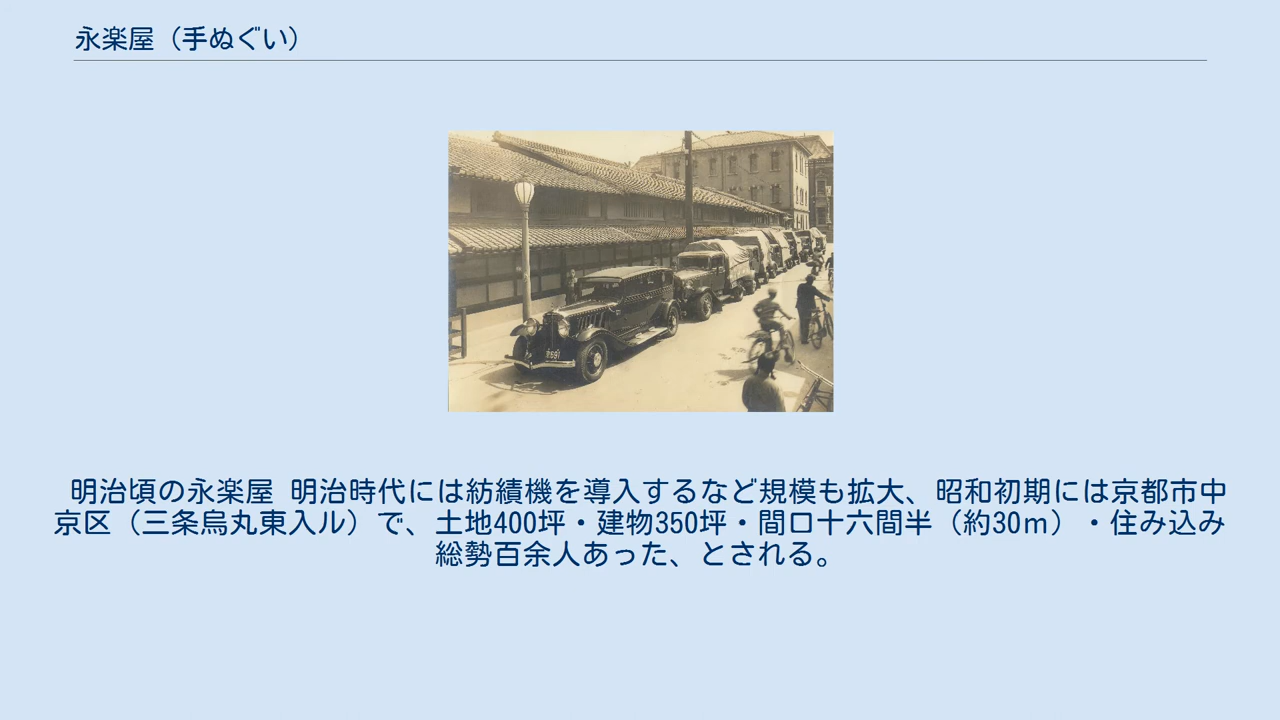 永楽屋（手ぬぐい）
明治頃の永楽屋 明治時代には紡績機を導入するなど規模も拡大、昭和初期には京都市中
京区（三条烏丸東入ル）で、土地400坪・建物350坪・間口十六間半（約30ｍ）・住み込み
総勢百余人あった、とされる。